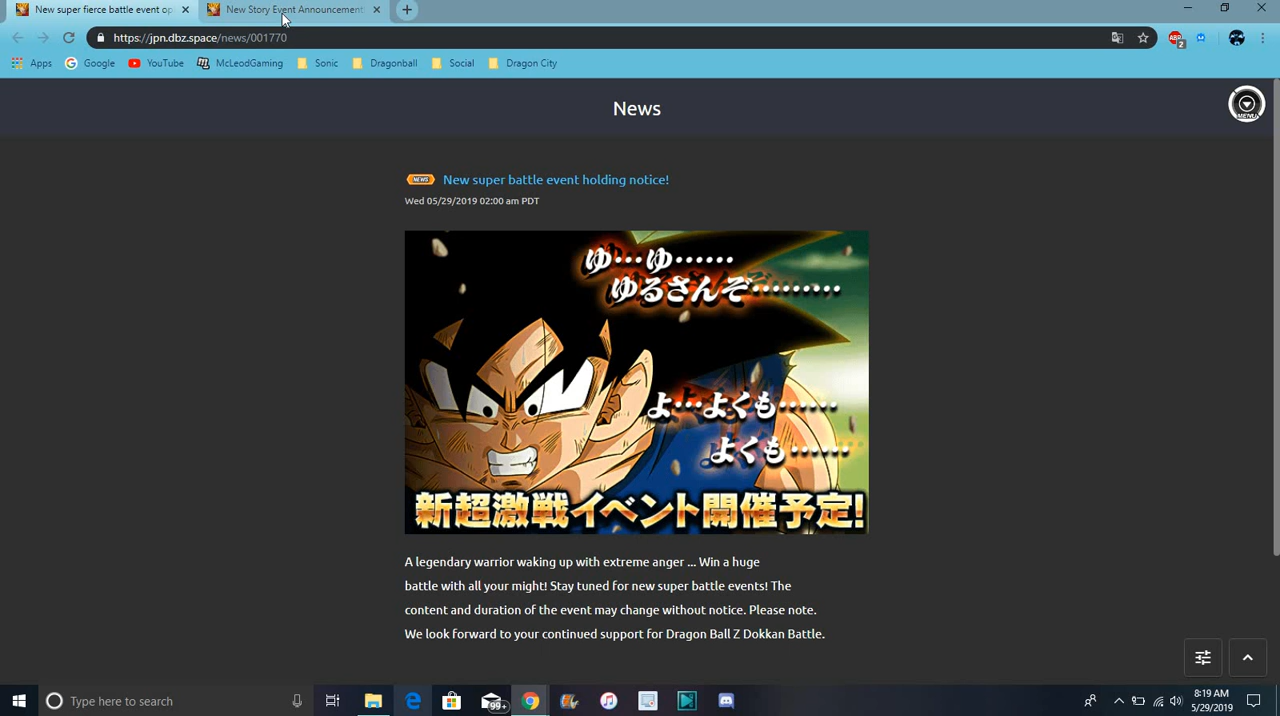 New super fierce battle event op
New Story Event Announcement
https://jpn.dbz.space/news/001770
Apps
Google
YouTube
McLeodGaming
Sonic
Dragonball
Social
Dragon City
2
News
MENU
NEWS
New super battle event holding notice!
Wed 05/29/2019 02:00 am PDT
ゆ…ゆ……
ゆるさんぞ………
よ…よくも……
よくも……
新超激戦イベント開催予定!
A legendary warrior waking up with extreme anger ... Win a huge
battle with all your might! Stay tuned for new super battle events! The
content and duration of the event may change without notice. Please note.
We look forward to your continued support for Dragon Ball Z Dokkan Battle.
Type here to search
99+
8:19 AM
5/29/2019